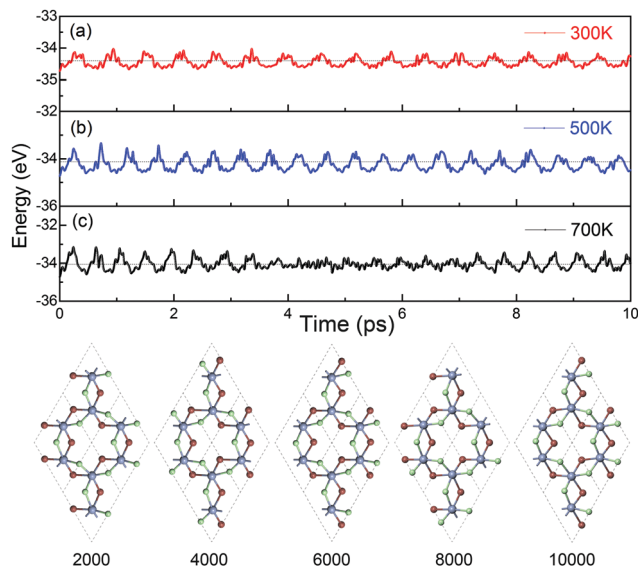 -33
(a)
300K
-34
-35
-32
(b)
500K
Energy (eV)
-34
-36
(c)
700K
-32
-34
-36
0 2 4 6 8 10
Time (ps)
2000 4000 6000 8000 10000